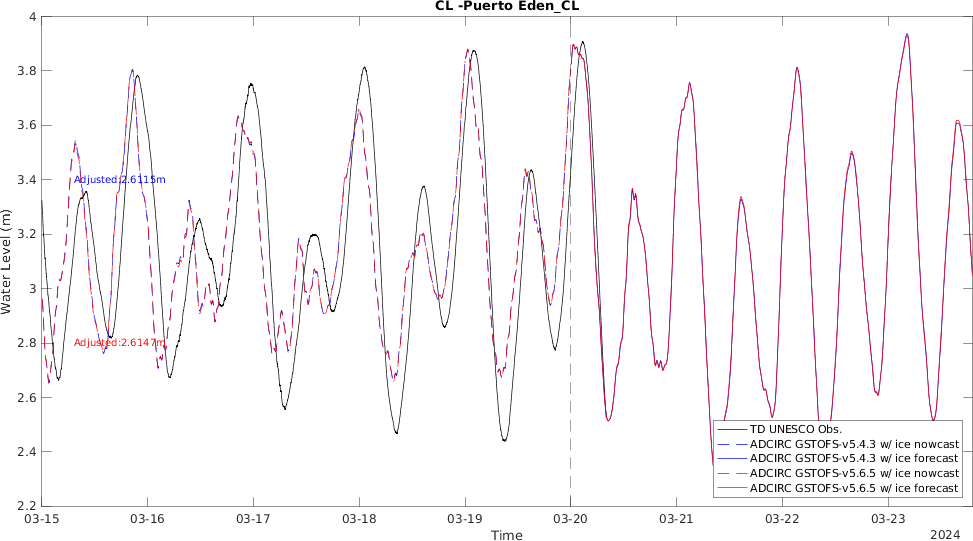 CL -Puerto Eden_CL
4
3.8
3.6
3.4
3.2
3
2.8
2.6
2.4
2.2
Water Level (m)
Adjusted:2.6115m
Adjusted:2.6147m
TD UNESCO Obs.
ADCIRC GSTOFS-v5.4.3 w/ ice nowcast
ADCIRC GSTOFS-v5.4.3 w/ ice forecast
ADCIRC GSTOFS-v5.6.5 w/ ice nowcast
ADCIRC GSTOFS-v5.6.5 w/ ice forecast
03-15 03-16 03-17 03-18 03-19 03-20 03-21 03-22 03-23
Time
2024